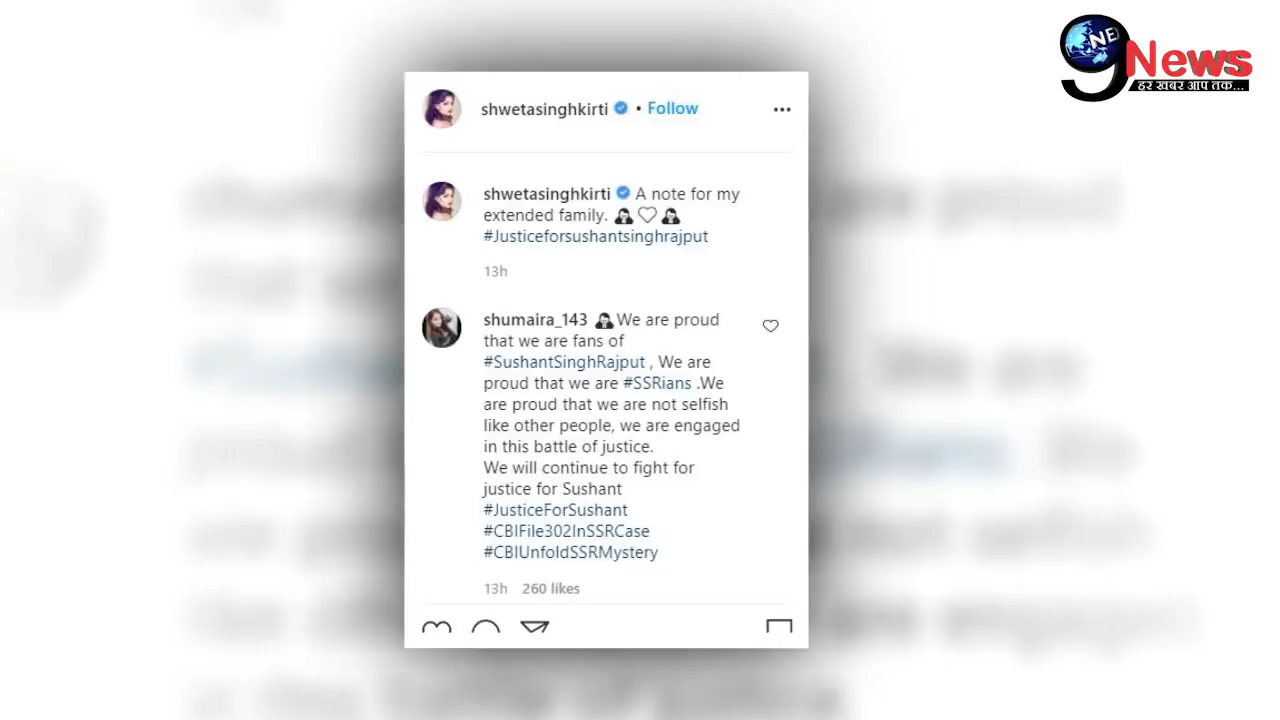 9 NE News
हर खबर आप तक...
shwetasinghkirti • Follow
shwetasinghkirti A note for my
extended family.
#Justiceforsushantsinghrajput
13h
shumaira_143 We are proud
that we are fans of
#SushantSinghRajput , We are
proud that we are #SSRians .We
are proud that we are not selfish
like other people, we are engaged
in this battle of justice.
We will continue to fight for
justice for Sushant
#JusticeForSushant
#CBIFile302InSSRCase
#CBIUnfoldSSRMystery
13h 260 likes